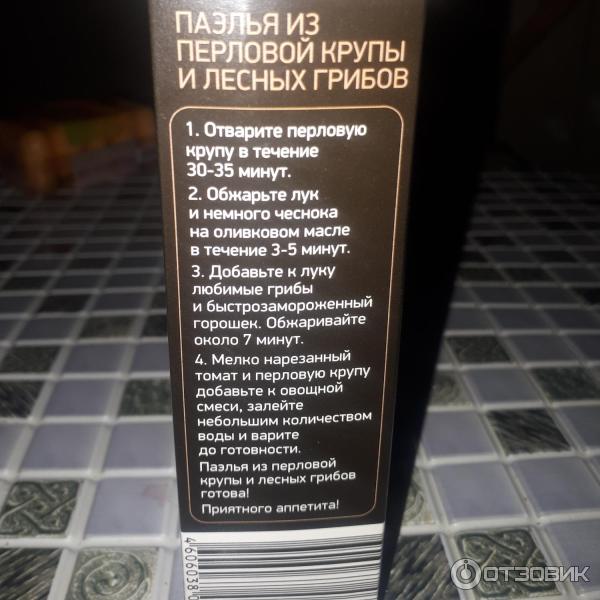 ПАЭЛЬЯ ИЗ
ПЕРЛОВОЙ КРУПЫ
И ЛЕСНЫХ ГРИБОВ
1. Отварите перловую
крупу в течение
30-35 минут.
2. Обжарьте лук
и немного чеснока
на оливковом масле
в течение 3-5 минут.
3. Добавьте к луку
любимые грибы
и быстрозамороженный
горошек. Обжаривайте
около 7 минут.
4. Мелко нарезанный
томат и перловую крупу
добавьте к овощной
смеси, залейте
небольшим количеством
воды и варите
до готовности.
Паэлья из перловой
крупы и лесных грибов
готова!
Приятного аппетита!
46060380
ОТЗОВИК